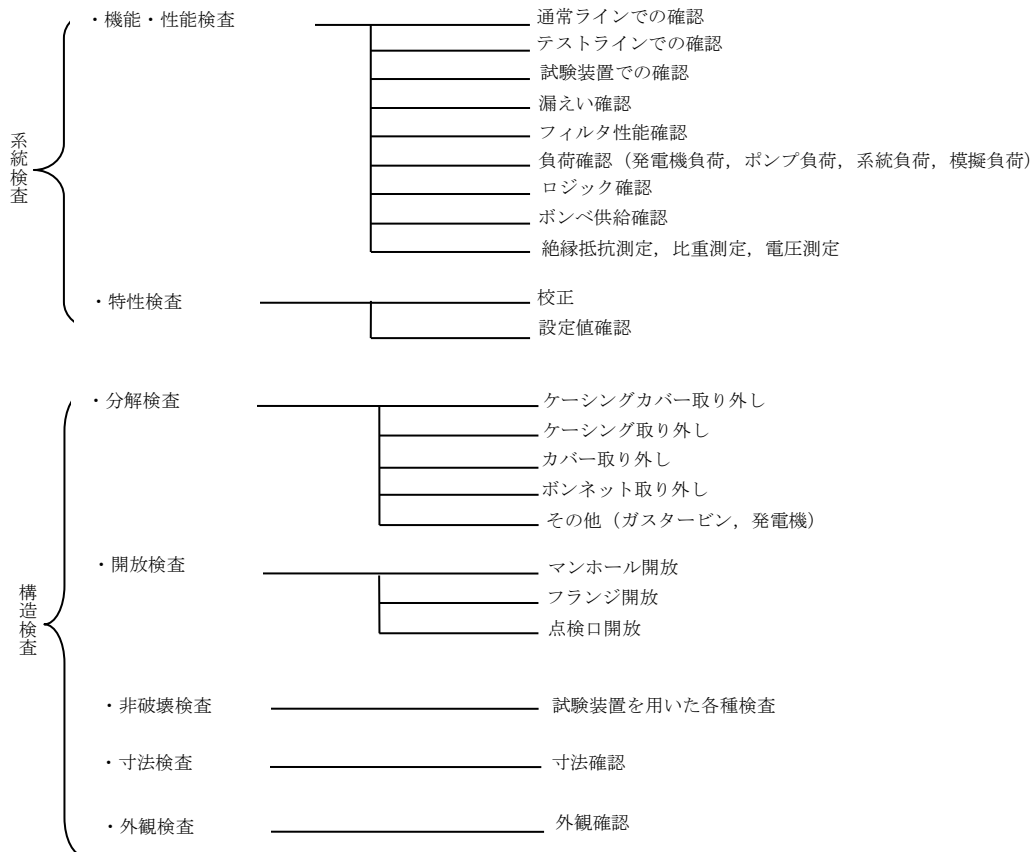 系統検査
・機能・性能検査
通常ラインでの確認
テストラインでの確認
試験装置での確認
漏えい確認
フィルタ性能確認
負荷確認（発電機負荷，ポンプ負荷，系統負荷，模擬負荷）
ロジック確認
ボンベ供給確認
絶縁抵抗測定，比重測定，電圧測定
・特性検査
校正
設定値確認
構造検査
・分解検査
ケーシングカバー取り外し
ケーシング取り外し
カバー取り外し
ボンネット取り外し
その他（ガスタービン，発電機）
・開放検査
マンホール開放
フランジ開放
点検口開放
・非破壊検査
試験装置を用いた各種検査
・寸法検査
寸法確認
・外観検査
外観確認